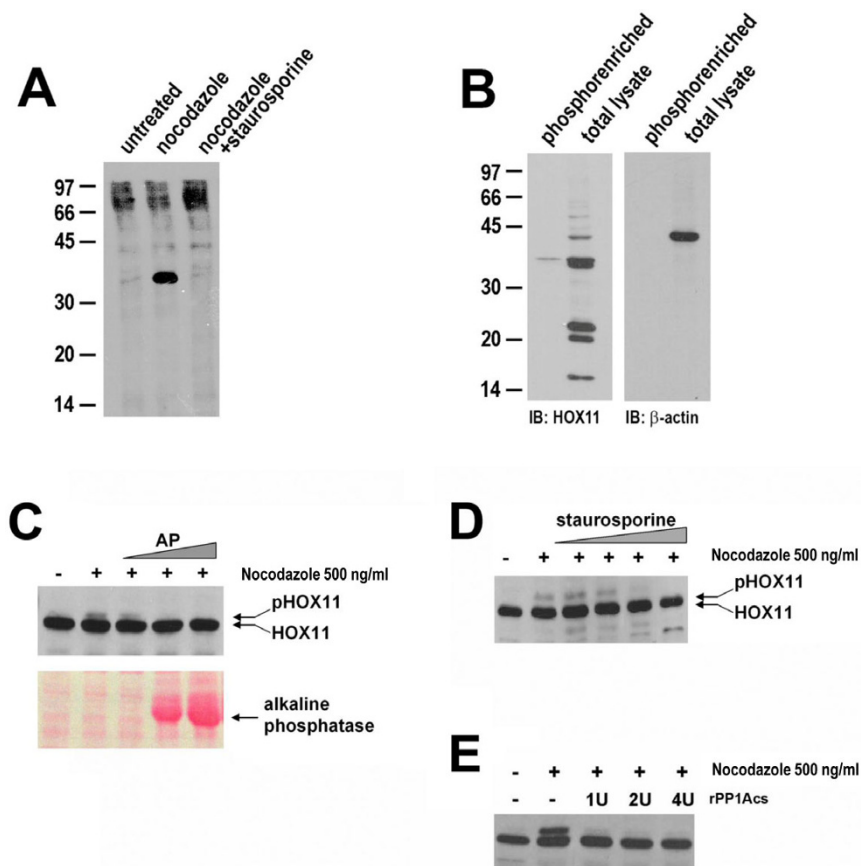 A
untreated
nocodazole
nocodazole
+staurosporine
97
66
45
30
20
14
B
phosphorenriched
total lysate
phosphorenriched
total lysate
97
66
45
30
20
14
IB: HOX11
IB: β-actin
C
AP
- + + + + Nocodazole 500 ng/ml
pHOX11
HOX11
alkaline
phosphatase
D
staurosporine
- + + + + + Nocodazole 500 ng/ml
pHOX11
HOX11
E
- + + + + Nocodazole 500 ng/ml
- - 1U 2U 4U rPP1Acs